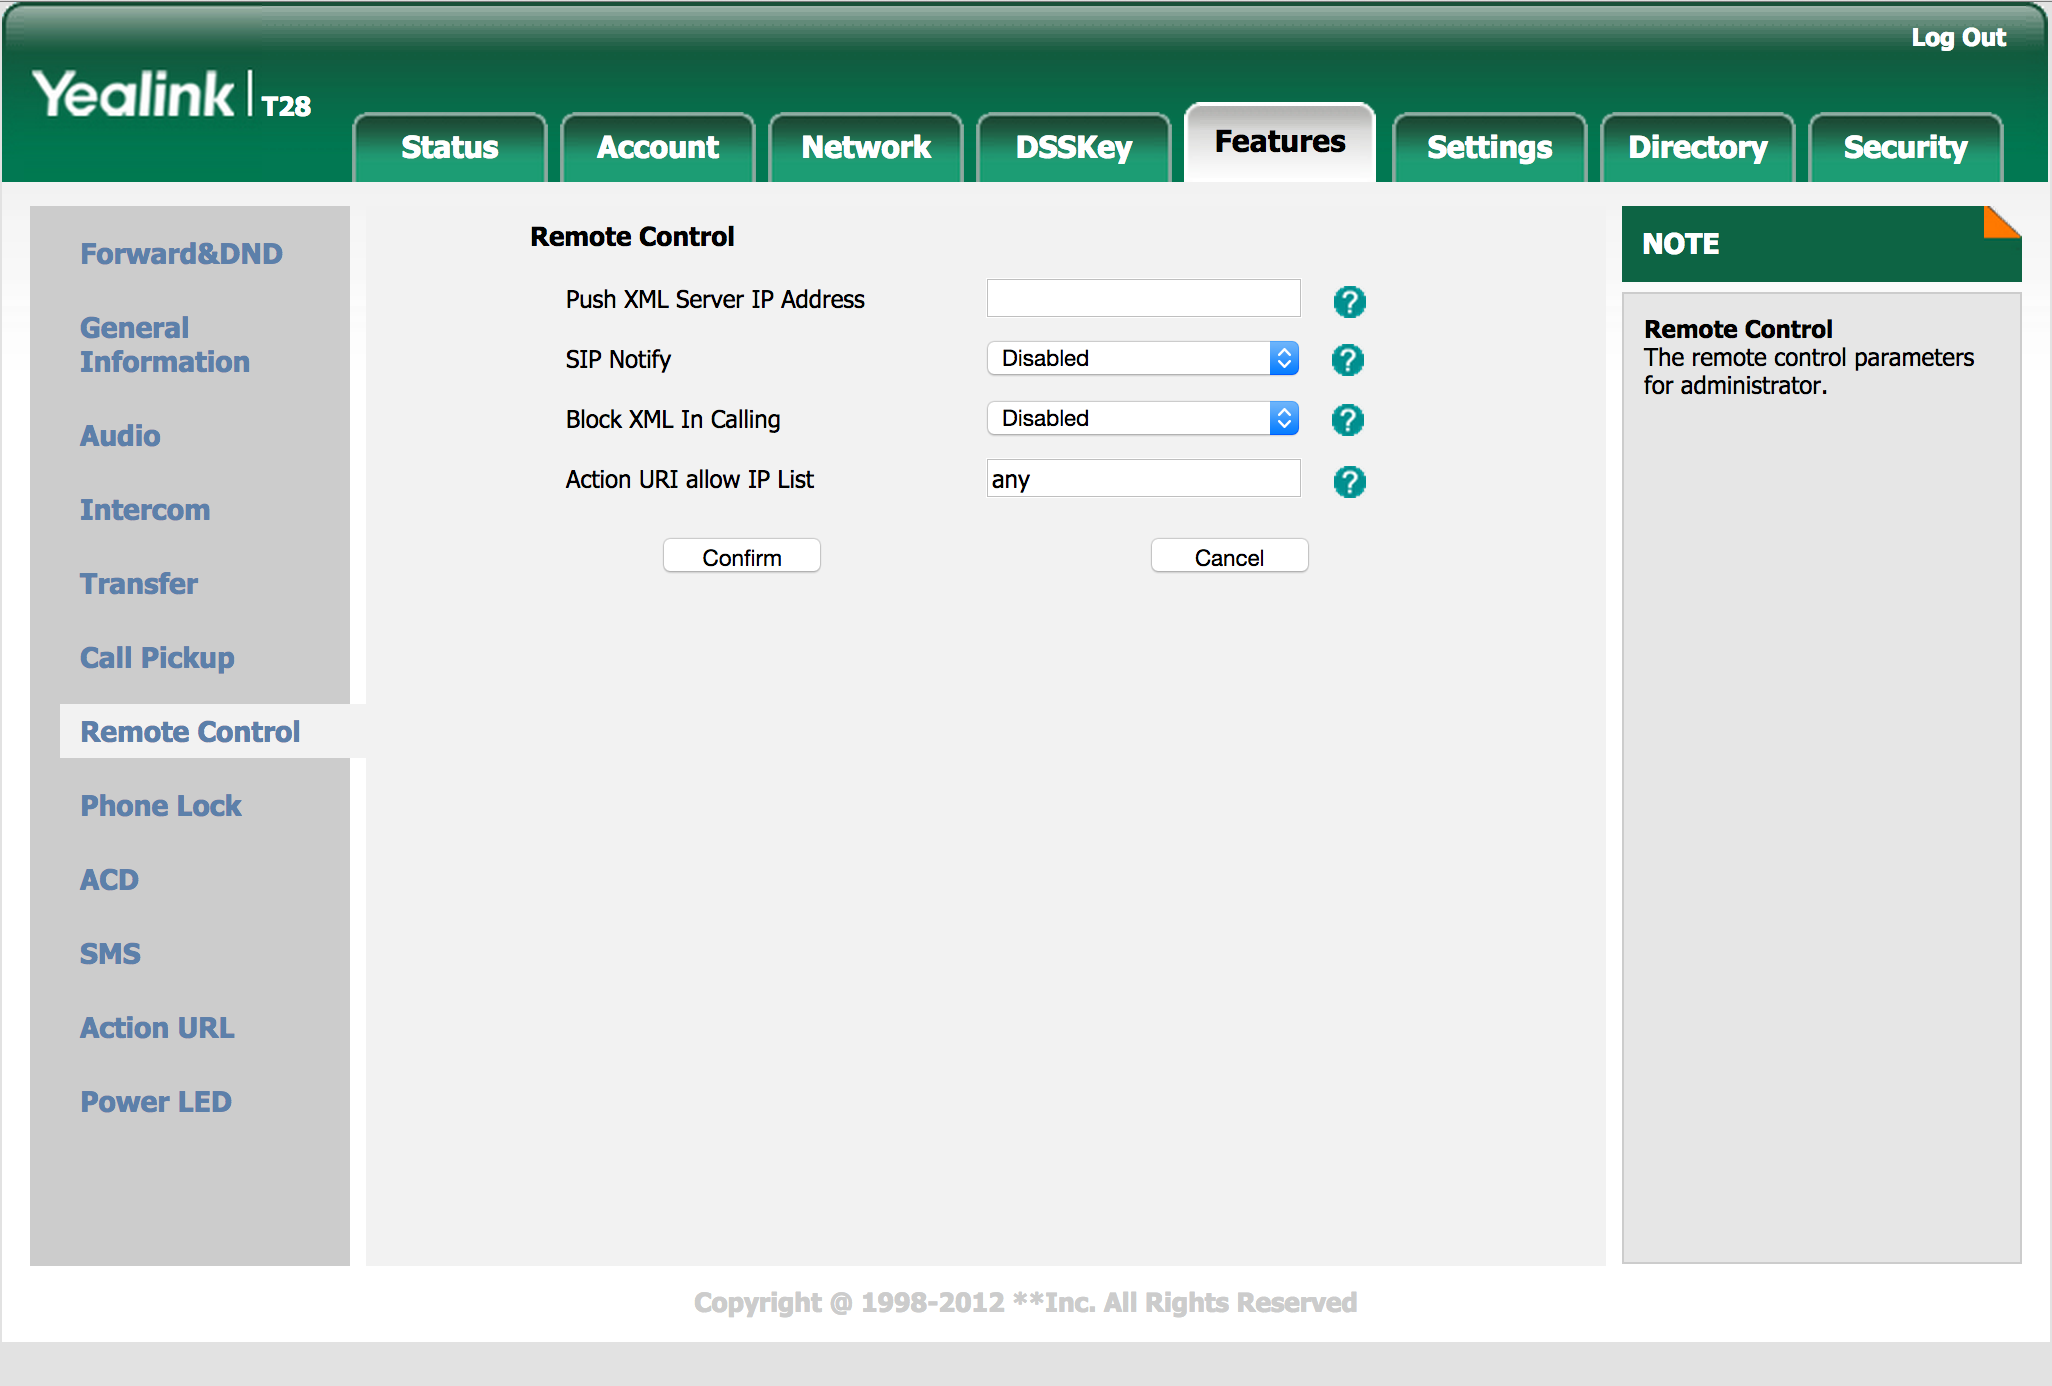 Log Out
Yealink | T28
Status Account Network DSSKey Features Settings Directory Security
Forward&DND
General
Information
Audio
Intercom
Transfer
Call Pickup
Remote Control
Phone Lock
ACD
SMS
Action URL
Power LED
Remote Control
Push XML Server IP Address ?
SIP Notify Disabled ?
Block XML In Calling Disabled ?
Action URI allow IP List any ?
Confirm Cancel
NOTE
Remote Control
The remote control parameters
for administrator.
Copyright @ 1998-2012 **Inc. All Rights Reserved